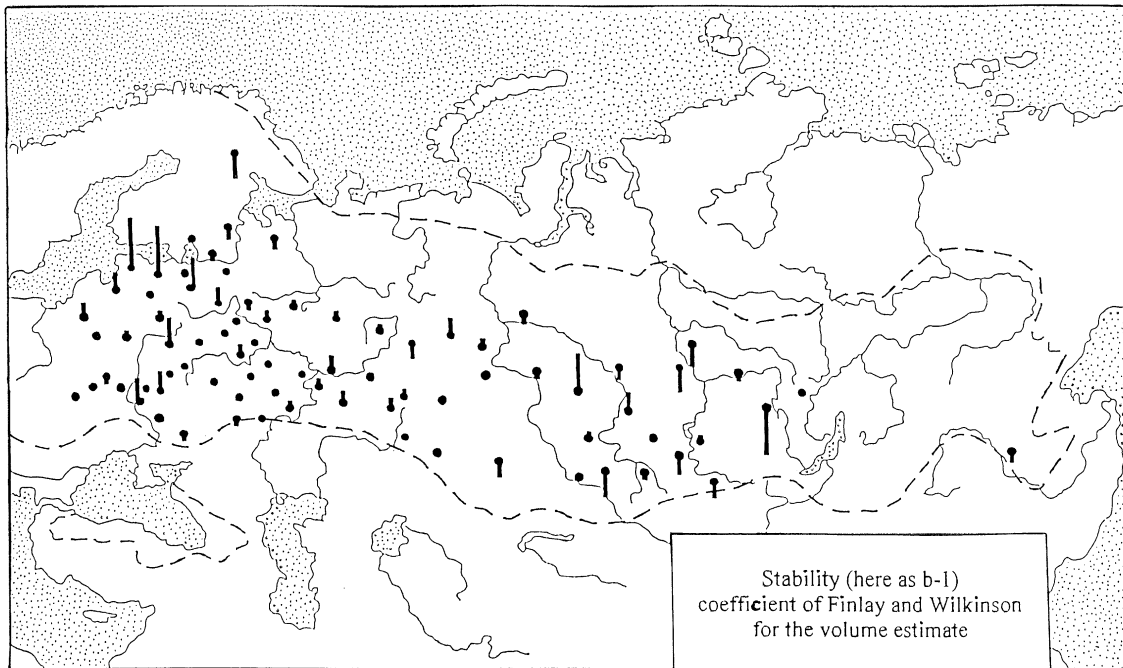 Stability (here as b-1)
coefficient of Finlay and Wilkinson
for the volume estimate